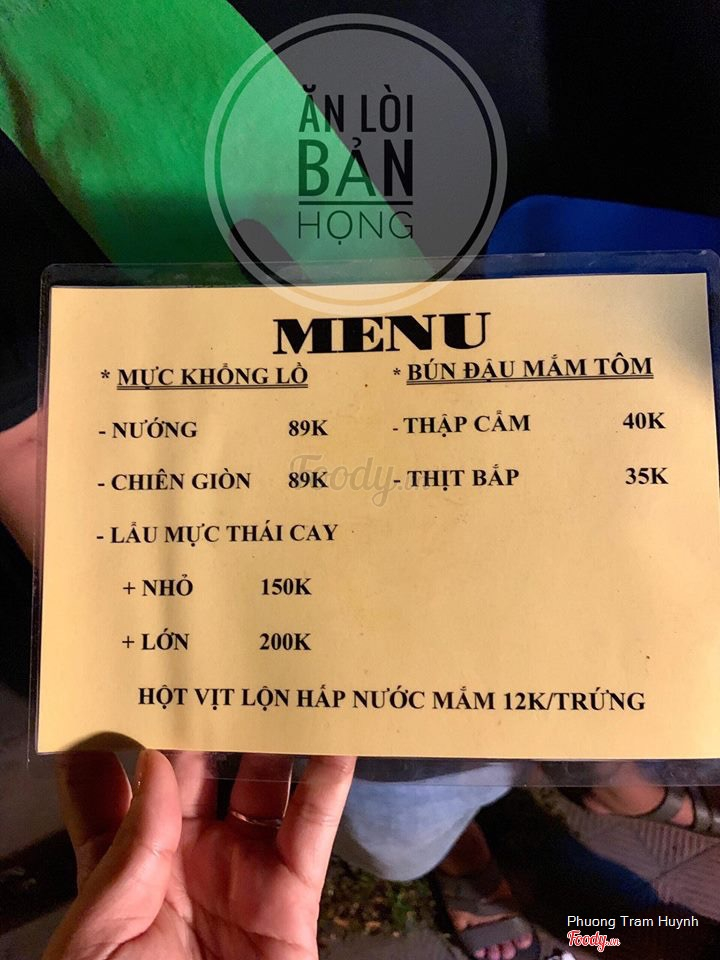 ĂN LÒI
BẢN
HỌNG
MENU
* MỰC KHỔNG LỒ
- NƯỚNG 89K
- CHIÊN GIÒN 89K
- LẨU MỰC THÁI CAY
+ NHỎ 150K
+ LỚN 200K
* BÚN ĐẬU MẮM TÔM
- THẬP CẨM 40K
- THỊT BẮP 35K
HỘT VỊT LỘN HẤP NƯỚC MẮM 12K/TRỨNG
Foody.vn
Phuong Tram Huynh
Foody.vn